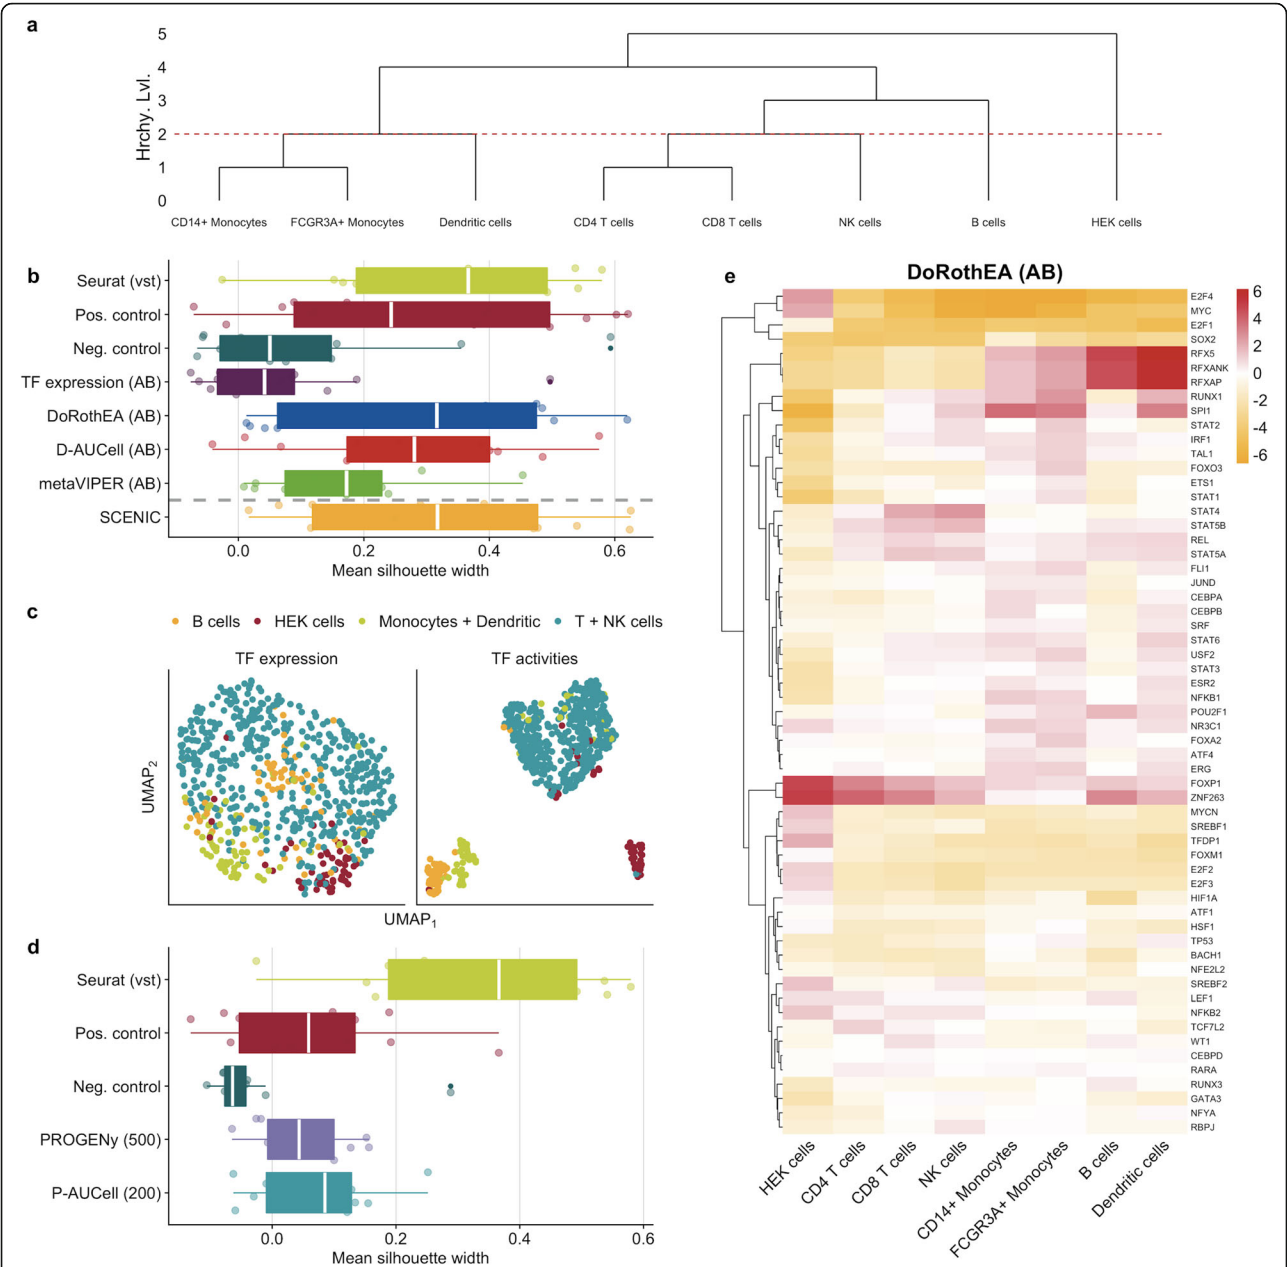 a
Hrchy. Lvl.
5
4
3
2
1
0
CD14+ Monocytes FCGR3A+ Monocytes Dendritic cells CD4 T cells CD8 T cells NK cells B cells HEK cells
b
Seurat (vst)
Pos. control
Neg. control
TF expression (AB)
DoRothEA (AB)
D-AUCell (AB)
metaVIPER (AB)
SCENIC
0.0 0.2 0.4 0.6
Mean silhouette width
c
B cells HEK cells Monocytes + Dendritic T + NK cells
TF expression TF activities
UMAP2
UMAP1
d
Seurat (vst)
Pos. control
Neg. control
PROGENy (500)
P-AUCell (200)
0.0 0.2 0.4 0.6
Mean silhouette width
e
DoRothEA (AB)
E2F4
MYC
E2F1
SOX2
RFX5
RFXANK
RFXAP
RUNX1
SPI1
STAT2
IRF1
TAL1
FOXO3
ETS1
STAT1
STAT4
STAT5B
REL
STAT5A
FLI1
JUND
CEBPA
CEBPB
SRF
STAT6
USF2
STAT3
ESR2
NFKB1
POU2F1
NR3C1
FOXA2
ATF4
ERG
FOXP1
ZNF263
MYCN
SREBF1
TFDP1
FOXM1
E2F2
E2F3
HIF1A
ATF1
HSF1
TP53
BACH1
NFE2L2
SREBF2
LEF1
NFKB2
TCF7L2
WT1
CEBPD
RARA
RUNX3
GATA3
NFYA
RBPJ
6
4
2
0
-2
-4
-6
HEK cells
CD4 T cells
CD8 T cells
NK cells
CD14+ Monocytes
FCGR3A+ Monocytes
B cells
Dendritic cells